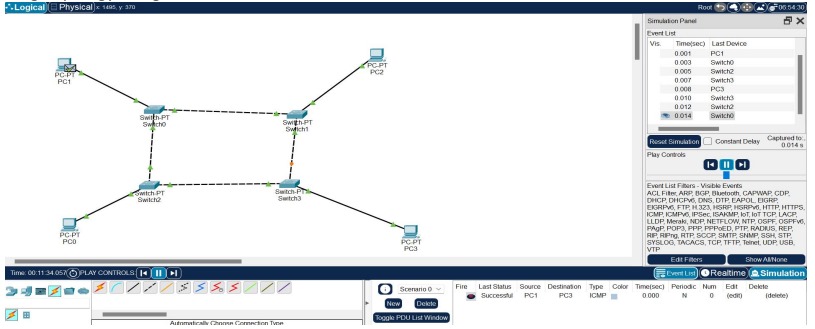 Logical Physical x: 1495, y: 370 Root 06:54:30
PC-PT
PC1
PC-PT
PC2
Switch-PT
Switch0
Switch-PT
Switch1
Switch-PT
Switch2
Switch-PT
Switch3
PC-PT
PC0
PC-PT
PC3
Simulation Panel
Event List
Vis. Time(sec) Last Device
0.001 PC1
0.003 Switch0
0.005 Switch2
0.007 Switch3
0.008 PC3
0.010 Switch3
0.012 Switch2
0.014 Switch0
Reset Simulation Constant Delay Captured to:
0.014 s
Play Controls
Event List Filters - Visible Events
ACL Filter, ARP, BGP, Bluetooth, CAPWAP, CDP,
DHCP, DHCPv6, DNS, DTP, EAPOL, EIGRP,
EIGRPv6, FTP, H.323, HSRP, HSRPv6, HTTP, HTTPS,
ICMP, ICMPv6, IPSec, ISAKMP, IoT, IoT TCP, LACP,
LLDP, Meraki, NDP, NETFLOW, NTP, OSPF, OSPFv6,
PAgP, POP3, PPP, PPPoED, PTP, RADIUS, REP,
RIP, RIPng, RTP, SCCP, SMTP, SNMP, SSH, STP,
SYSLOG, TACACS, TCP, TFTP, Telnet, UDP, USB,
VTP
Edit Filters Show All/None
Time: 00:11:34.057 PLAY CONTROLS: Event List Realtime Simulation
Scenario 0
New Delete
Toggle PDU List Window
Fire Last Status Source Destination Type Color Time(sec) Periodic Num Edit Delete
Successful PC1 PC3 ICMP 0.000 N 0 (edit) (delete)
Automatically Choose Connection Type